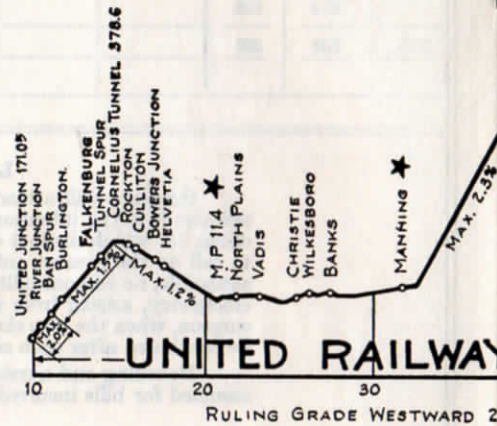 UNITED JUNCTION 171.05
RIVER JUNCTION
BAN SPUR
BURLINGTON.
FALKENBURG
TUNNEL SPUR
CORNELIUS TUNNEL 378.6
ROCKTON
CULLITON
BOWERS JUNCTION
HELVETIA
M.P 11.4
NORTH PLAINS
VADIS
CHRISTIE
WILKESBORO
BANKS
MANNING
MAX. 2.0%
MAX. 1.2%
MAX. 2.3%
UNITED RAILWAY
10 20 30
RULING GRADE WESTWARD 2